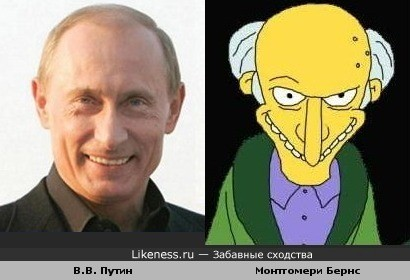 Likeness.ru — Забавные сходства
В.В. Путин
Монтгомери Бернс